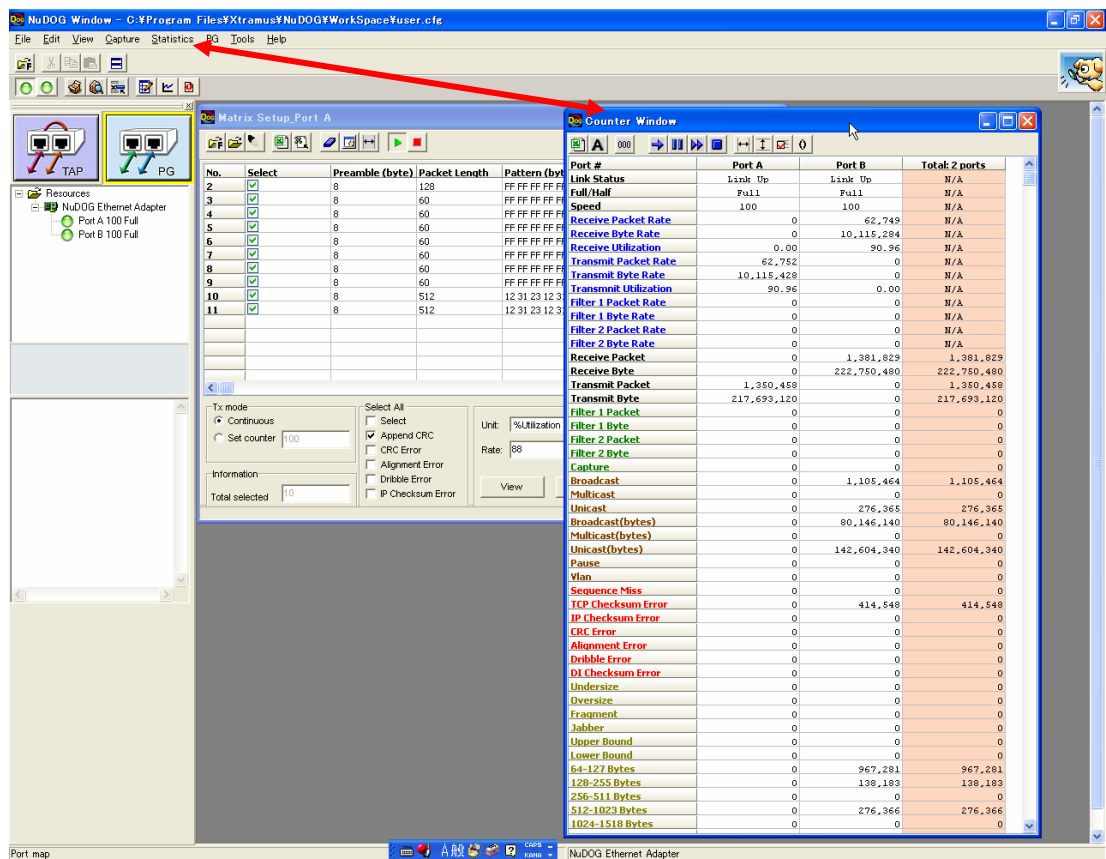 NuDOG Window - C:¥Program Files¥Xtramus¥NuDOG¥WorkSpace¥user.cfg
File Edit View Capture Statistics PG Tools Help
TAP PG
Resources
NuDOG Ethernet Adapter
Port A 100 Full
Port B 100 Full
Matrix Setup_Port A
No. Select Preamble (byte) Packet Length Pattern (byt
2 8 128 FF FF FF FF FF
3 8 60 FF FF FF FF FF
4 8 60 FF FF FF FF FF
5 8 60 FF FF FF FF FF
6 8 60 FF FF FF FF FF
7 8 60 FF FF FF FF FF
8 8 60 FF FF FF FF FF
9 8 60 FF FF FF FF FF
10 8 512 12 31 23 12 31
11 8 512 12 31 23 12 31
Tx mode
Continuous
Set counter 100
Information
Total selected 10
Select All
Select
Append CRC
CRC Error
Alignment Error
Dribble Error
IP Checksum Error
Unit: %Utilization
Rate: 88
View
Counter Window
A 000 0
Port # Port A Port B Total: 2 ports
Link Status Link Up Link Up N/A
Full/Half Full Full N/A
Speed 100 100 N/A
Receive Packet Rate 0 62,749 N/A
Receive Byte Rate 0 10,115,284 N/A
Receive Utilization 0.00 90.96 N/A
Transmit Packet Rate 62,752 0 N/A
Transmit Byte Rate 10,115,428 0 N/A
Transmnit Utilization 90.96 0.00 N/A
Filter 1 Packet Rate 0 0 N/A
Filter 1 Byte Rate 0 0 N/A
Filter 2 Packet Rate 0 0 N/A
Filter 2 Byte Rate 0 0 N/A
Receive Packet 0 1,381,829 1,381,829
Receive Byte 0 222,750,480 222,750,480
Transmit Packet 1,350,458 0 1,350,458
Transmit Byte 217,693,120 0 217,693,120
Filter 1 Packet 0 0 0
Filter 1 Byte 0 0 0
Filter 2 Packet 0 0 0
Filter 2 Byte 0 0 0
Capture 0 0 0
Broadcast 0 1,105,464 1,105,464
Multicast 0 0 0
Unicast 0 276,365 276,365
Broadcast(bytes) 0 80,146,140 80,146,140
Multicast(bytes) 0 0 0
Unicast(bytes) 0 142,604,340 142,604,340
Pause 0 0 0
Vlan 0 0 0
Sequence Miss 0 0 0
TCP Checksum Error 0 414,548 414,548
IP Checksum Error 0 0 0
CRC Error 0 0 0
Alignment Error 0 0 0
Dribble Error 0 0 0
DI Checksum Error 0 0 0
Undersize 0 0 0
Oversize 0 0 0
Fragment 0 0 0
Jabber 0 0 0
Upper Bound 0 0 0
Lower Bound 0 0 0
64-127 Bytes 0 967,281 967,281
128-255 Bytes 0 138,183 138,183
256-511 Bytes 0 0 0
512-1023 Bytes 0 276,366 276,366
1024-1518 Bytes 0 0 0
Port map
A 般 CAPS KANA
NuDOG Ethernet Adapter